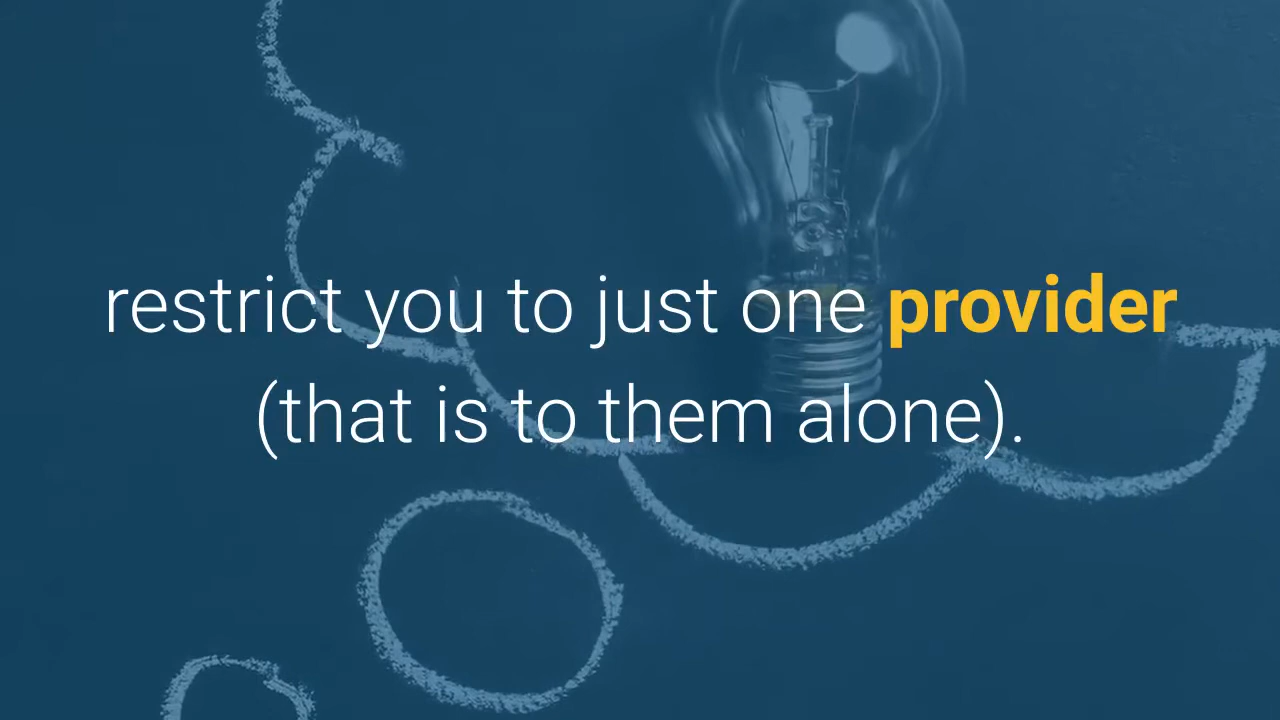 restrict you to just one provider
(that is to them alone).